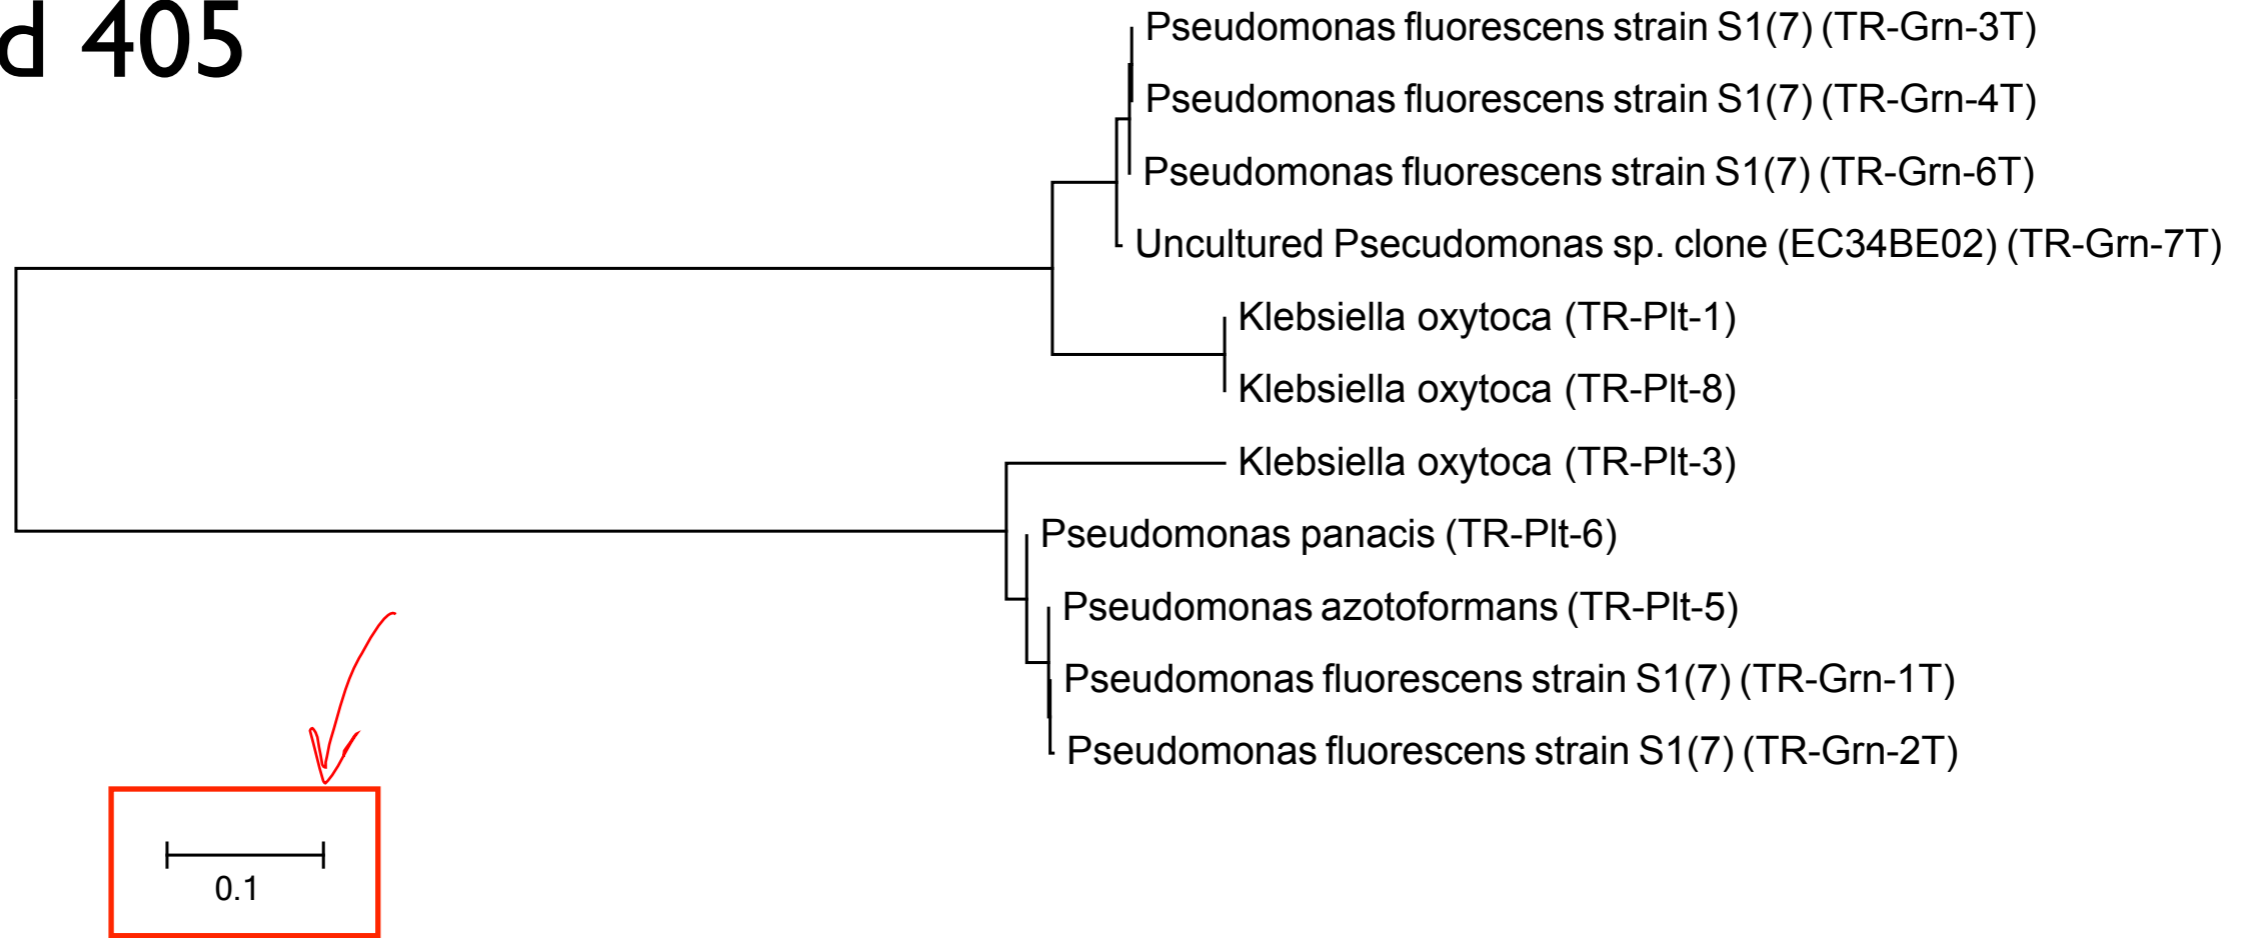 d 405
Pseudomonas fluorescens strain S1(7) (TR-Grn-3T)
Pseudomonas fluorescens strain S1(7) (TR-Grn-4T)
Pseudomonas fluorescens strain S1(7) (TR-Grn-6T)
Uncultured Psecudomonas sp. clone (EC34BE02) (TR-Grn-7T)
Klebsiella oxytoca (TR-Plt-1)
Klebsiella oxytoca (TR-Plt-8)
Klebsiella oxytoca (TR-Plt-3)
Pseudomonas panacis (TR-Plt-6)
Pseudomonas azotoformans (TR-Plt-5)
Pseudomonas fluorescens strain S1(7) (TR-Grn-1T)
Pseudomonas fluorescens strain S1(7) (TR-Grn-2T)
0.1